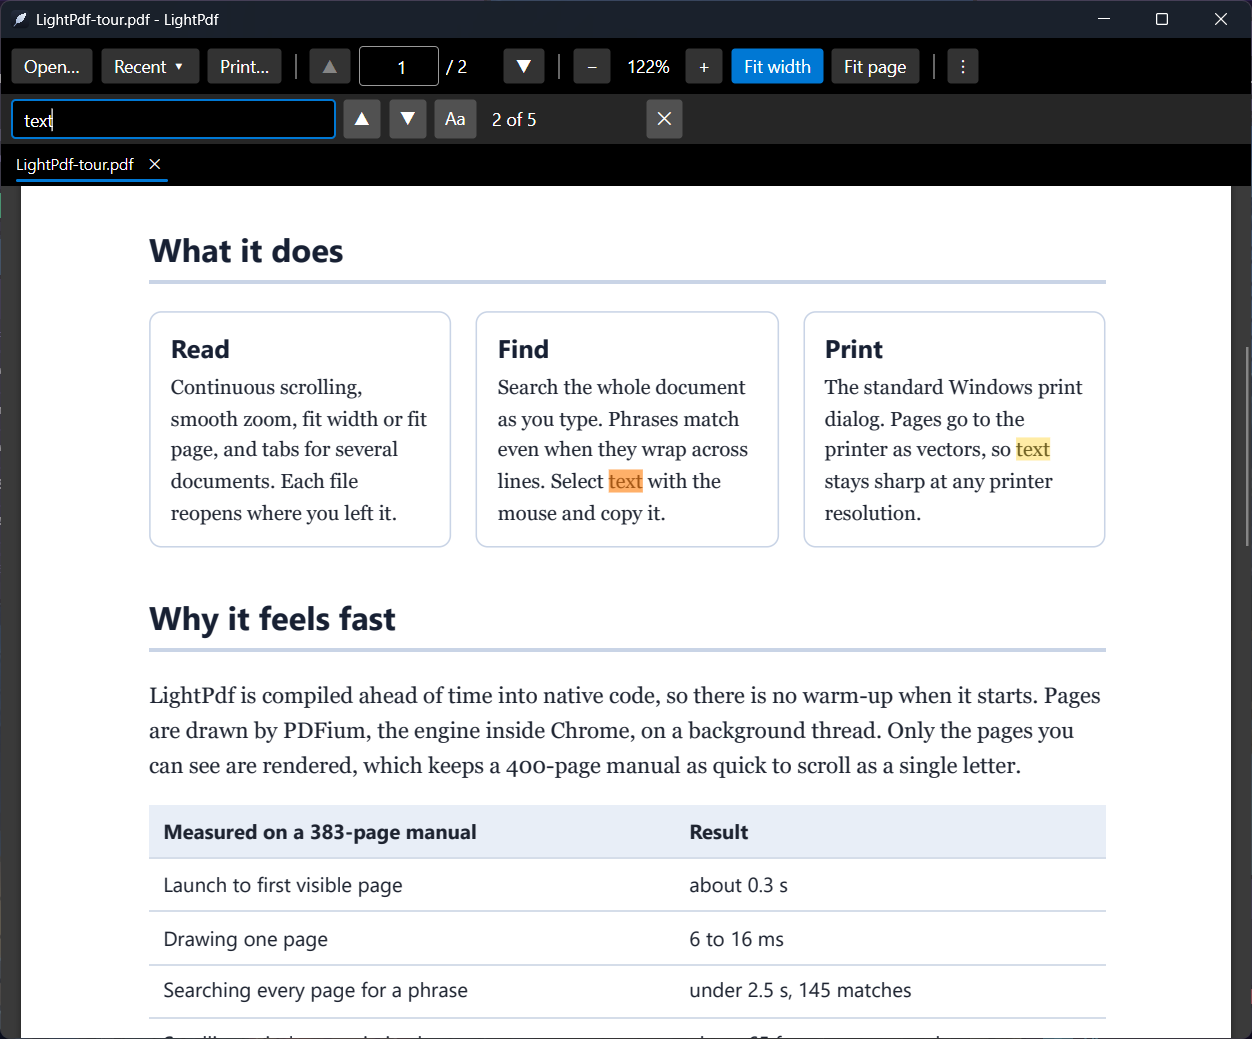 LightPdf-tour.pdf - LightPdf
Open... Recent Print... 1 / 2 − 122% + Fit width Fit page
text Aa 2 of 5
LightPdf-tour.pdf
What it does
Read
Continuous scrolling,
smooth zoom, fit width or fit
page, and tabs for several
documents. Each file
reopens where you left it.
Find
Search the whole document
as you type. Phrases match
even when they wrap across
lines. Select text with the
mouse and copy it.
Print
The standard Windows print
dialog. Pages go to the
printer as vectors, so text
stays sharp at any printer
resolution.
Why it feels fast
LightPdf is compiled ahead of time into native code, so there is no warm-up when it starts. Pages
are drawn by PDFium, the engine inside Chrome, on a background thread. Only the pages you
can see are rendered, which keeps a 400-page manual as quick to scroll as a single letter.
Measured on a 383-page manual Result
Launch to first visible page about 0.3 s
Drawing one page 6 to 16 ms
Searching every page for a phrase under 2.5 s, 145 matches